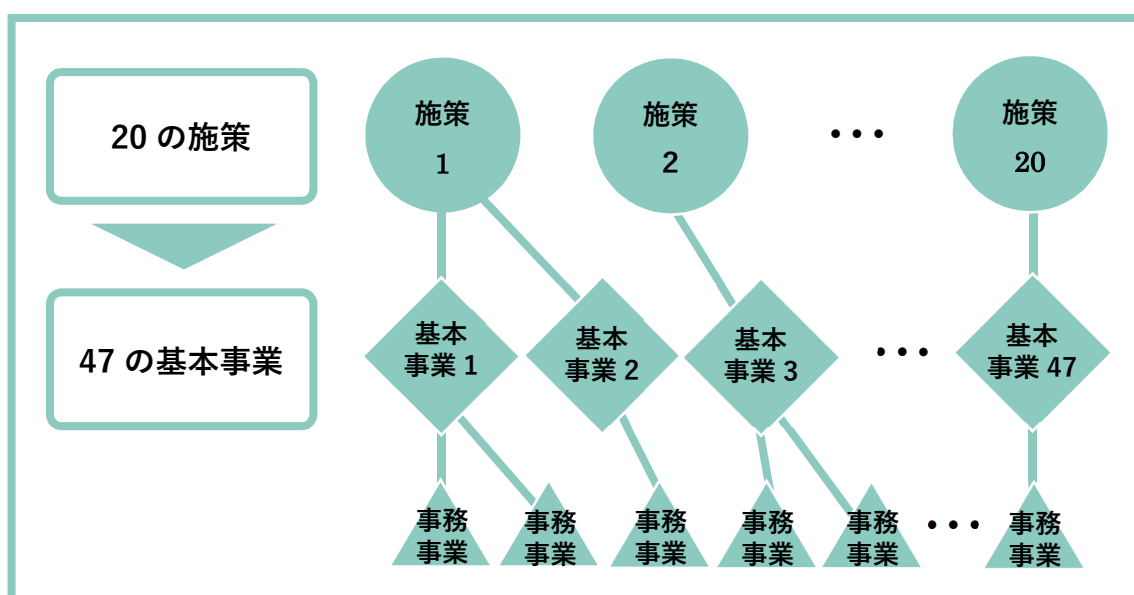 20 の施策
施策
1
施策
2
・・・
施策
20
47 の基本事業
基本
事業 1
基本
事業 2
基本
事業 3
・・・
基本
事業 47
事務
事業
事務
事業
事務
事業
事務
事業
事務
事業
・・・
事務
事業